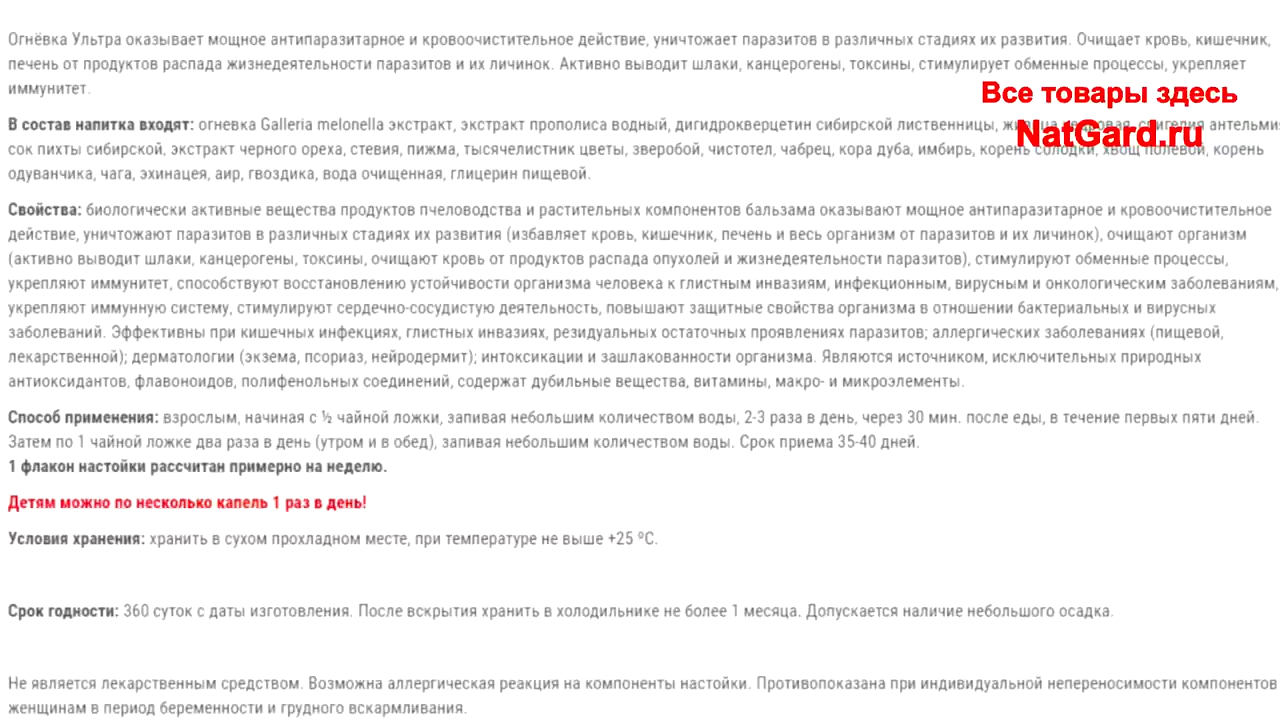 Огнёвка Ультра оказывает мощное антипаразитарное и кровоочистительное действие, уничтожает паразитов в различных стадиях их развития. Очищает кровь, кишечник,
печень от продуктов распада жизнедеятельности паразитов и их личинок. Активно выводит шлаки, канцерогены, токсины, стимулирует обменные процессы, укрепляет
иммунитет.
Все товары здесь
NatGard.ru
В состав напитка входят: огневка Galleria melonella экстракт, экстракт прополиса водный, дигидрокверцетин сибирской лиственницы,
сок пихты сибирской, экстракт черного ореха, стевия, пижма, тысячелистник цветы, зверобой, чистотел, чабрец, кора дуба, имбирь, корень солодки, хвощ полевой, корень
одуванчика, чага, эхинацея, аир, гвоздика, вода очищенная, глицерин пищевой.
Свойства: биологически активные вещества продуктов пчеловодства и растительных компонентов бальзама оказывают мощное антипаразитарное и кровоочистительное
действие, уничтожают паразитов в различных стадиях их развития (избавляет кровь, кишечник, печень и весь организм от паразитов и их личинок), очищают организм
(активно выводит шлаки, канцерогены, токсины, очищают кровь от продуктов распада опухолей и жизнедеятельности паразитов), стимулируют обменные процессы,
укрепляют иммунитет, способствуют восстановлению устойчивости организма человека к глистным инвазиям, инфекционным, вирусным и онкологическим заболеваниям,
укрепляют иммунную систему, стимулируют сердечно-сосудистую деятельность, повышают защитные свойства организма в отношении бактериальных и вирусных
заболеваний. Эффективны при кишечных инфекциях, глистных инвазиях, резидуальных остаточных проявлениях паразитов; аллергических заболеваниях (пищевой,
лекарственной); дерматологии (экзема, псориаз, нейродермит); интоксикации и зашлакованности организма. Являются источником, исключительных природных
антиоксидантов, флавоноидов, полифенольных соединений, содержат дубильные вещества, витамины, макро- и микроэлементы.
Способ применения: взрослым, начиная с ½ чайной ложки, запивая небольшим количеством воды, 2-3 раза в день, через 30 мин. после еды, в течение первых пяти дней.
Затем по 1 чайной ложке два раза в день (утром и в обед), запивая небольшим количеством воды. Срок приема 35-40 дней.
1 флакон настойки рассчитан примерно на неделю.
Детям можно по несколько капель 1 раз в день!
Условия хранения: хранить в сухом прохладном месте, при температуре не выше +25 ºС.
Срок годности: 360 суток с даты изготовления. После вскрытия хранить в холодильнике не более 1 месяца. Допускается наличие небольшого осадка.
Не является лекарственным средством. Возможна аллергическая реакция на компоненты настойки. Противопоказана при индивидуальной непереносимости компонентов
женщинам в период беременности и грудного вскармливания.